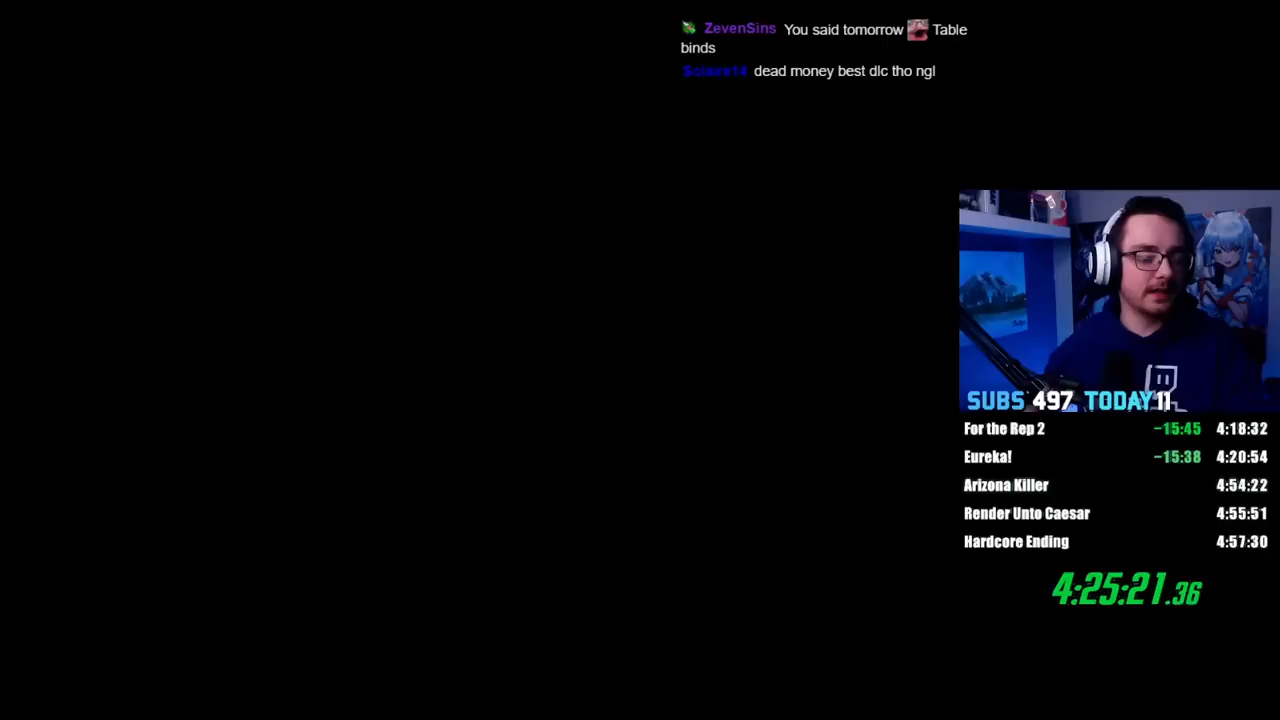 ZevenSins You said tomorrow Table
binds
dead money best dlc tho ngl
SUBS 497 TODAY 11
For the Rep 2 -15:45 4:18:32
Eureka! -15:38 4:20:54
Arizona Killer 4:54:22
Render Unto Caesar 4:55:51
Hardcore Ending 4:57:30
4:25:21.36